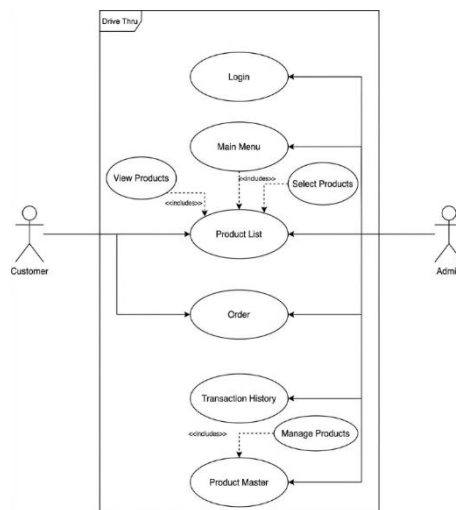 Drive Thru
Login
Main Menu
View Products
<<includes>>
Select Products
<<includes>>
Product List
Customer
Admi
Order
Transaction History
<<includes>>
Manage Products
Product Master